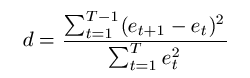 d = \frac{\sum_{t=1}^{T-1}(e_{t+1} - e_t)^2}{\sum_{t=1}^{T} e_t^2}